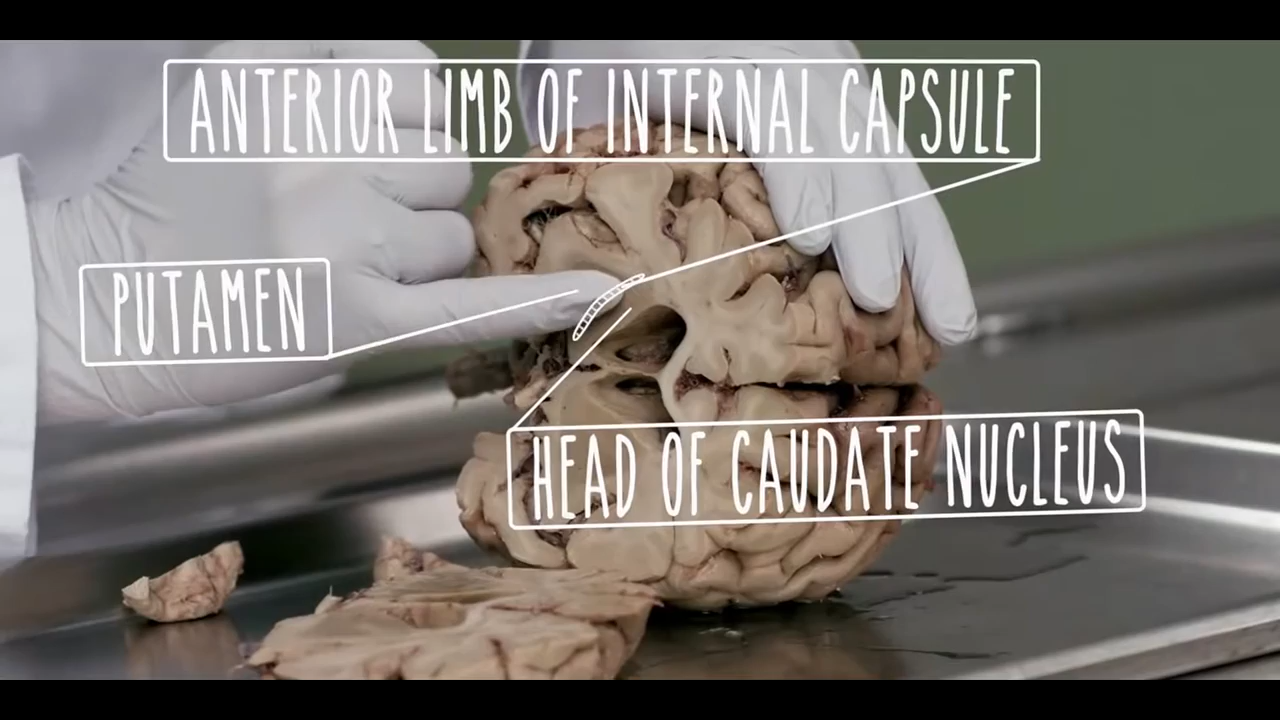 ANTERIOR LIMB OF INTERNAL CAPSULE
PUTAMEN
HEAD OF CAUDATE NUCLEUS